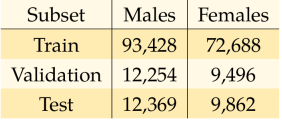 Subset Males Females
Train 93,428 72,688
Validation 12,254 9,496
Test 12,369 9,862